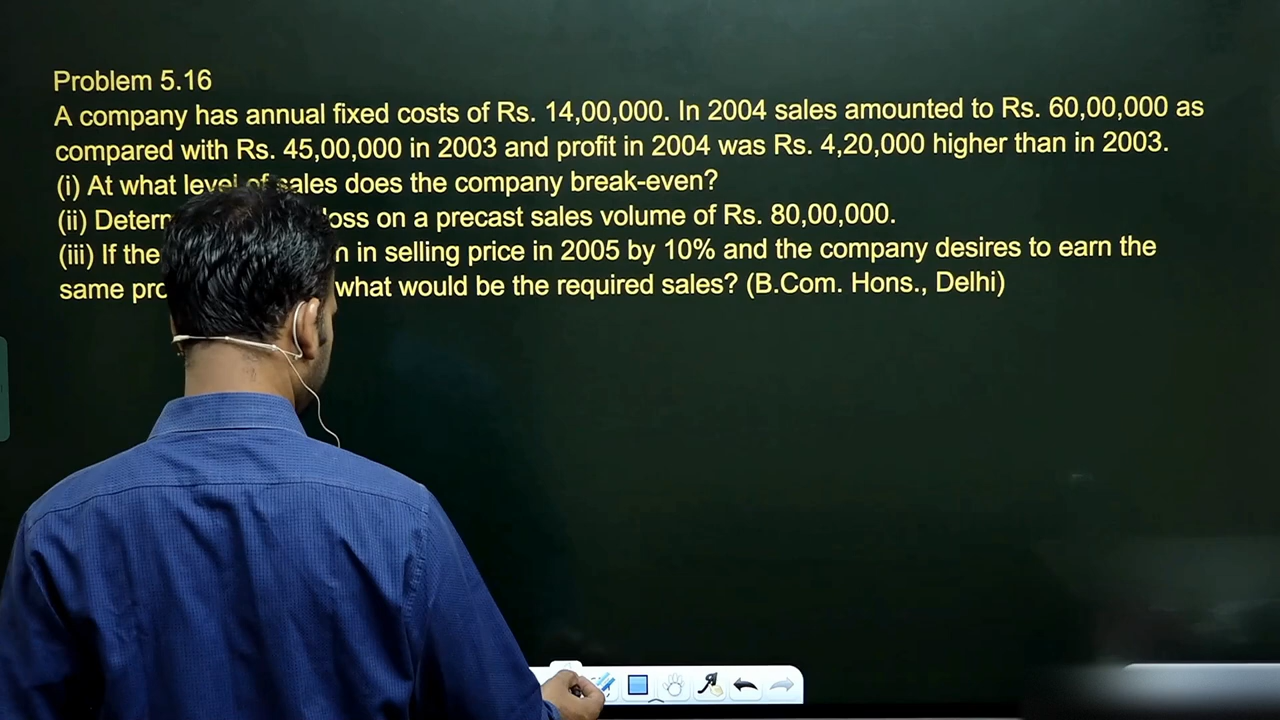 Problem 5.16
A company has annual fixed costs of Rs. 14,00,000. In 2004 sales amounted to Rs. 60,00,000 as
compared with Rs. 45,00,000 in 2003 and profit in 2004 was Rs. 4,20,000 higher than in 2003.
(i) At what level of sales does the company break-even?
(ii) loss on a precast sales volume of Rs. 80,00,000.
(iii) If the in selling price in 2005 by 10% and the company desires to earn the
same what would be the required sales? (B.Com. Hons., Delhi)